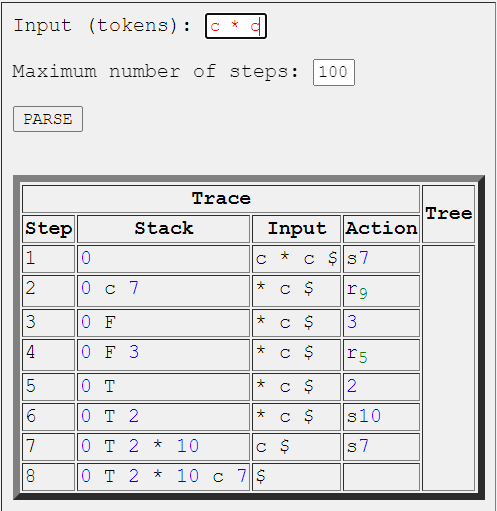 Input (tokens): c * c
Maximum number of steps: 100
PARSE
Trace Tree
Step Stack Input Action
1 0 c * c $ s7
2 0 c 7 * c $ r9
3 0 F * c $ 3
4 0 F 3 * c $ r5
5 0 T * c $ 2
6 0 T 2 * c $ s10
7 0 T 2 * 10 c $ s7
8 0 T 2 * 10 c 7 $